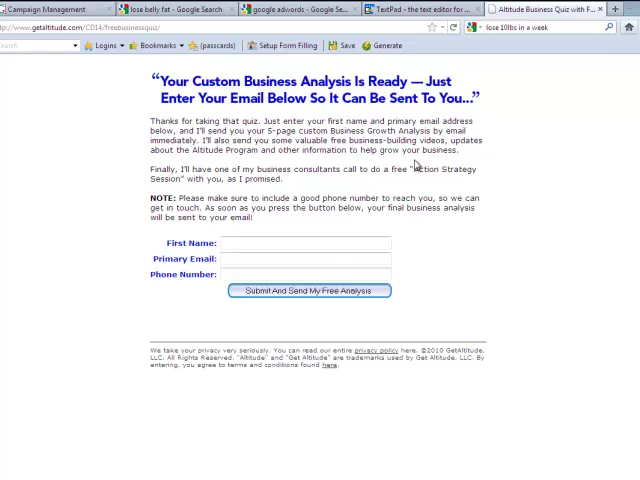 Campaign Management
lose belly fat - Google Search
google adwords - Google Se...
TextPad - the text editor for ...
Altitude Business Quiz with F...
http://www.getaltitude.com/CD14/freebusinessquiz/
lose 10lbs in a week
Search
Logins
Bookmarks
(passcards)
Setup Form Filling
Save
Generate
“Your Custom Business Analysis Is Ready — Just
Enter Your Email Below So It Can Be Sent To You...”
Thanks for taking that quiz. Just enter your first name and primary email address
below, and I'll send you your 5-page custom Business Growth Analysis by email
immediately. I'll also send you some valuable free business-building videos, updates
about the Altitude Program and other information to help grow your business.
Finally, I'll have one of my business consultants call to do a free "Action Strategy
Session" with you, as I promised.
NOTE: Please make sure to include a good phone number to reach you, so we can
get in touch. As soon as you press the button below, your final business analysis
will be sent to your email!
First Name:
Primary Email:
Phone Number:
Submit And Send My Free Analysis
We take your privacy very seriously. You can read our entire privacy policy here. ©2010 GetAltitude,
LLC. All Rights Reserved. "Altitude" and "Get Altitude" are trademarks used by Get Altitude, LLC. By
entering, you agree to terms and conditions found here.